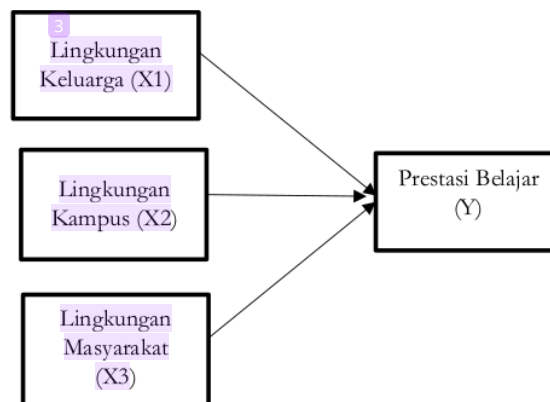 3
Lingkungan
Keluarga (X1)
Lingkungan
Kampus (X2)
Lingkungan
Masyarakat
(X3)
Prestasi Belajar
(Y)